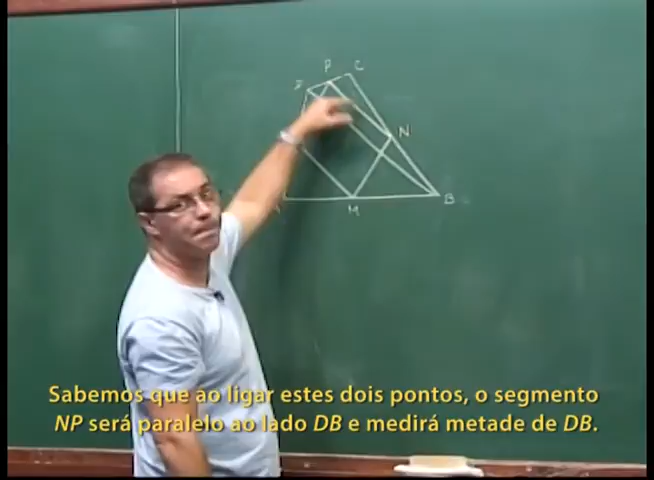 P C
N
M B
Sabemos que ao ligar estes dois pontos, o segmento
NP será paralelo ao lado DB e medirá metade de DB.